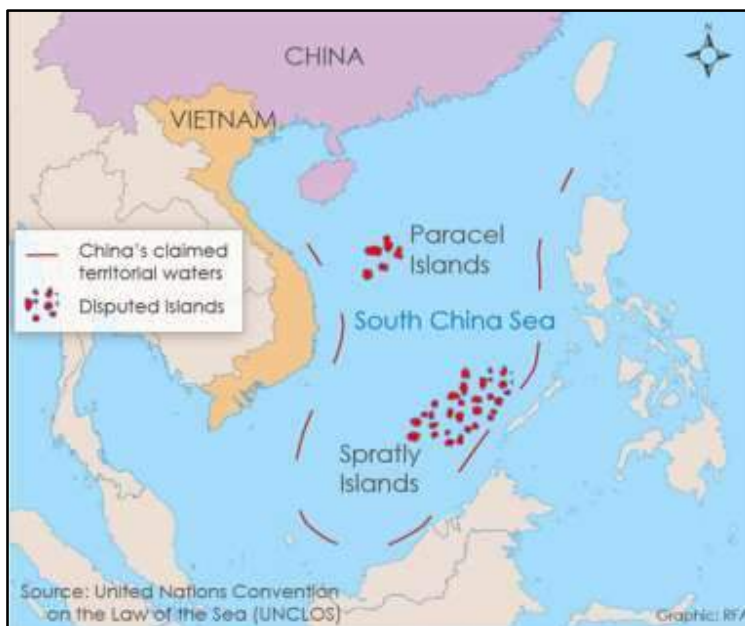 N
CHINA
VIETNAM
China's claimed
territorial waters
Disputed Islands
Paracel
Islands
South China Sea
Spratly
Islands
Source: United Nations Convention
on the Law of the Sea (UNCLOS)
Graphic: RFA